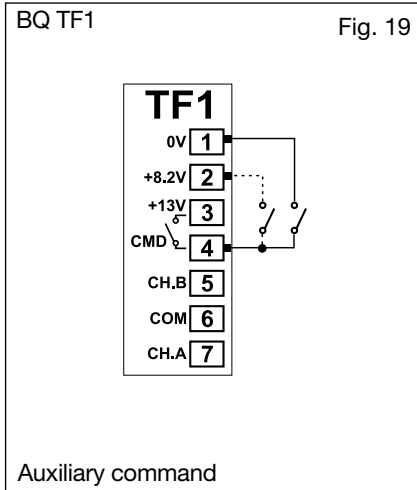 BQ TF1
Fig. 19
TF1
0V 1
+8.2V 2
+13V 3
CMD 4
CH.B 5
COM 6
CH.A 7
Auxiliary command